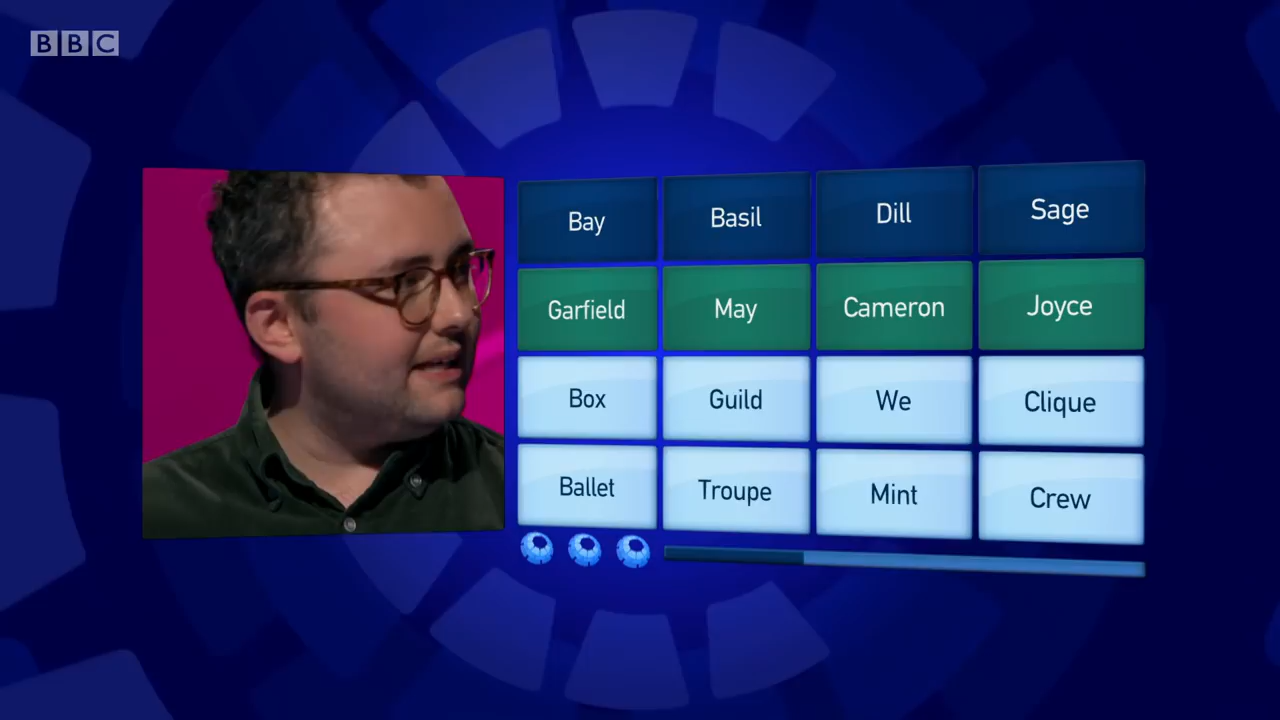 BBC
Bay
Basil
Dill
Sage
Garfield
May
Cameron
Joyce
Box
Guild
We
Clique
Ballet
Troupe
Mint
Crew